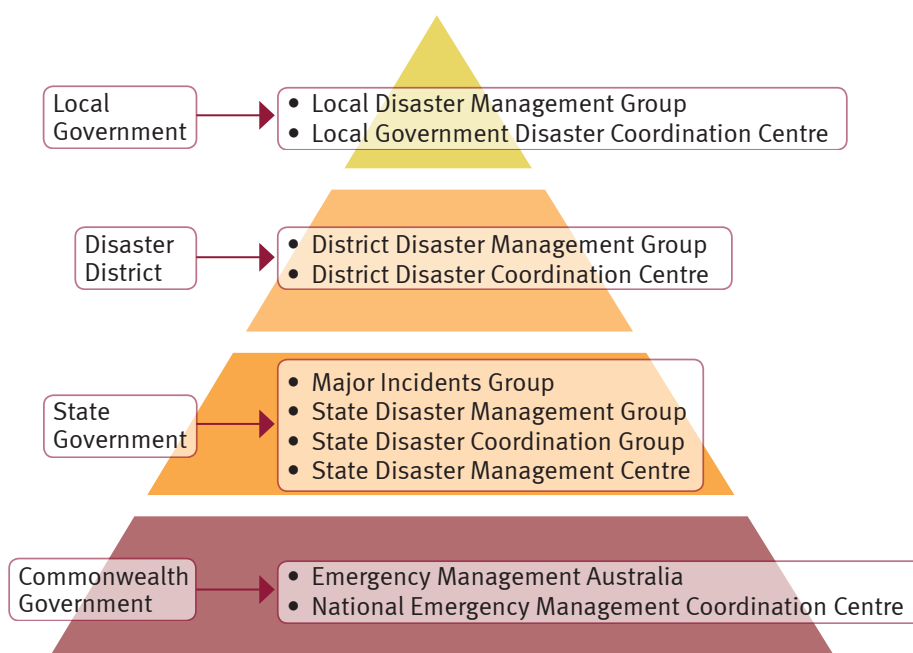 Local
Government
• Local Disaster Management Group
• Local Government Disaster Coordination Centre
Disaster
District
• District Disaster Management Group
• District Disaster Coordination Centre
State
Government
• Major Incidents Group
• State Disaster Management Group
• State Disaster Coordination Group
• State Disaster Management Centre
Commonwealth
Government
• Emergency Management Australia
• National Emergency Management Coordination Centre